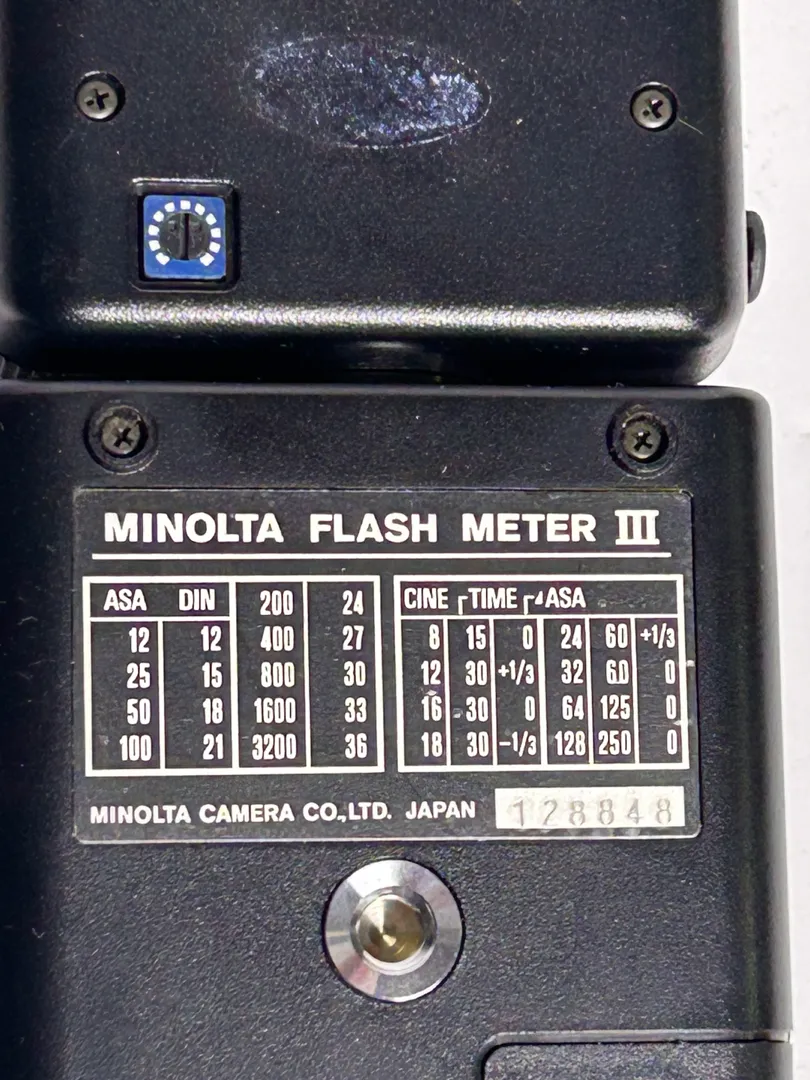 MINOLTA FLASH METER III
ASA DIN 200 24
12 12 400 27
25 15 800 30
50 18 1600 33
100 21 3200 36
CINE TIME ASA
8 15 0 24 60 +1/3
12 30 +1/3 32 60 0
16 30 0 64 125 0
18 30 -1/3 128 250 0
MINOLTA CAMERA CO.,LTD. JAPAN 128848